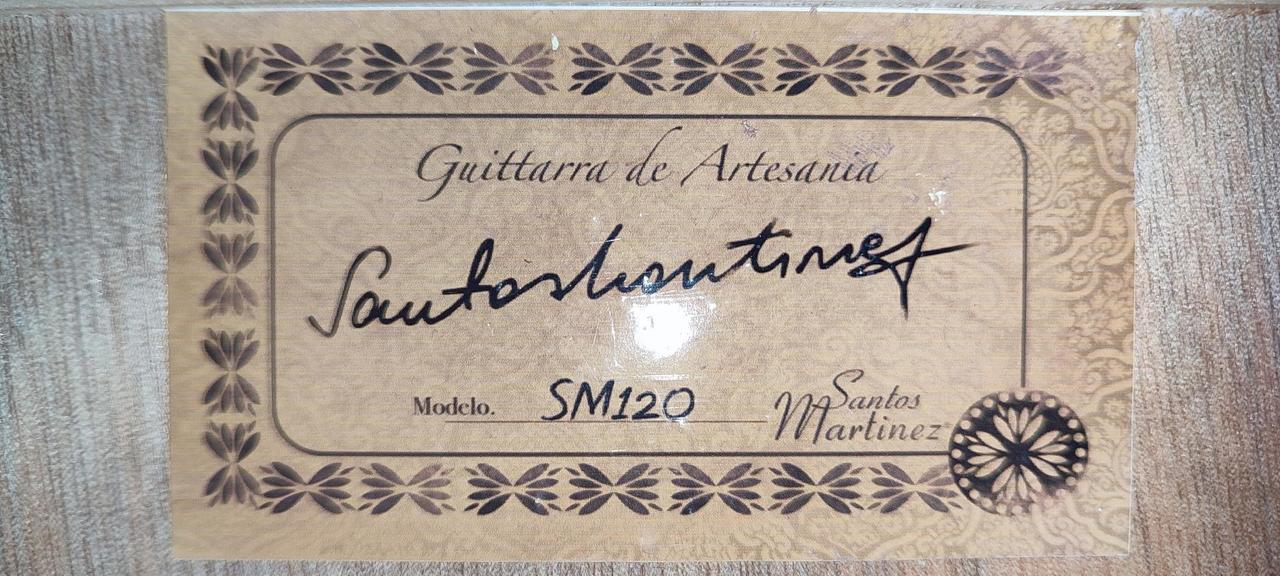 Guittarra de Artesania
Santos Martinez
Modelo. SM120
Santos
Martinez